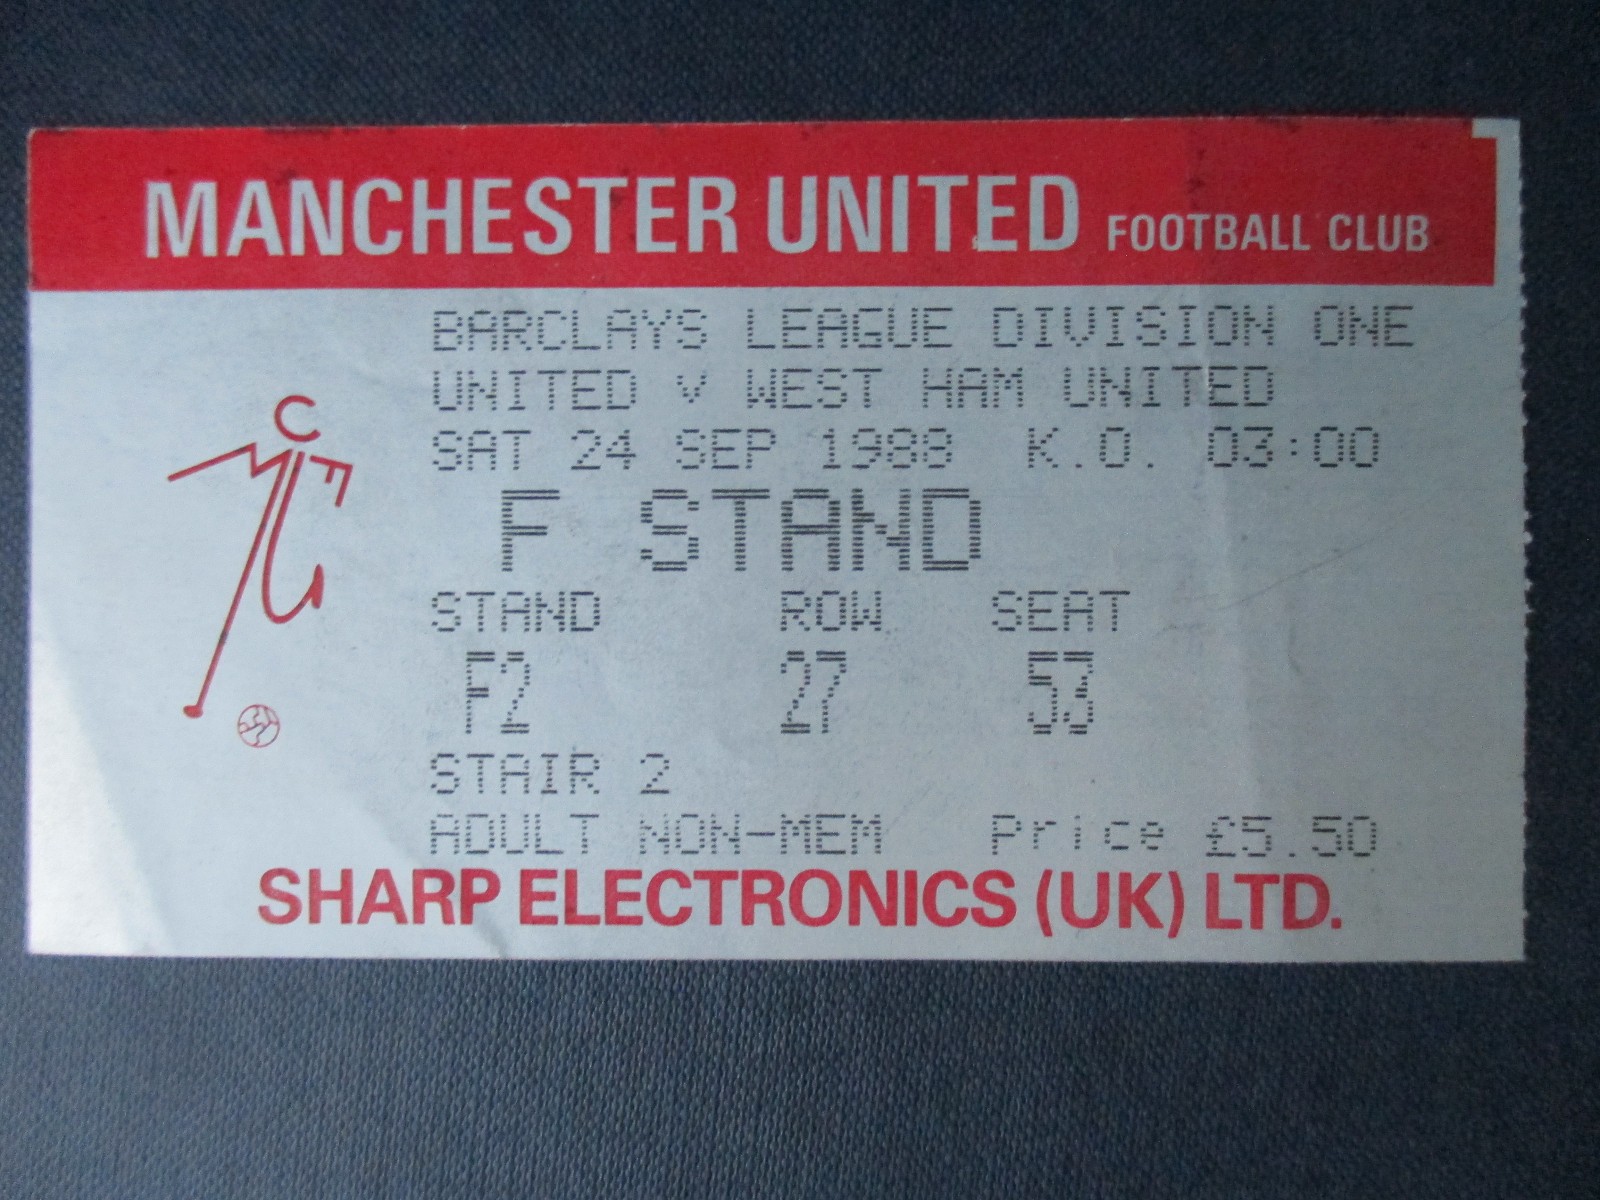 MANCHESTER UNITED FOOTBALL CLUB
BARCLAYS LEAGUE DIVISION ONE
UNITED v WEST HAM UNITED
SAT 24 SEP 1988 K.O. 03:00
F STAND
STAND ROW SEAT
F2 27 53
STAIR 2
ADULT NON-MEM Price £5.50
SHARP ELECTRONICS (UK) LTD.